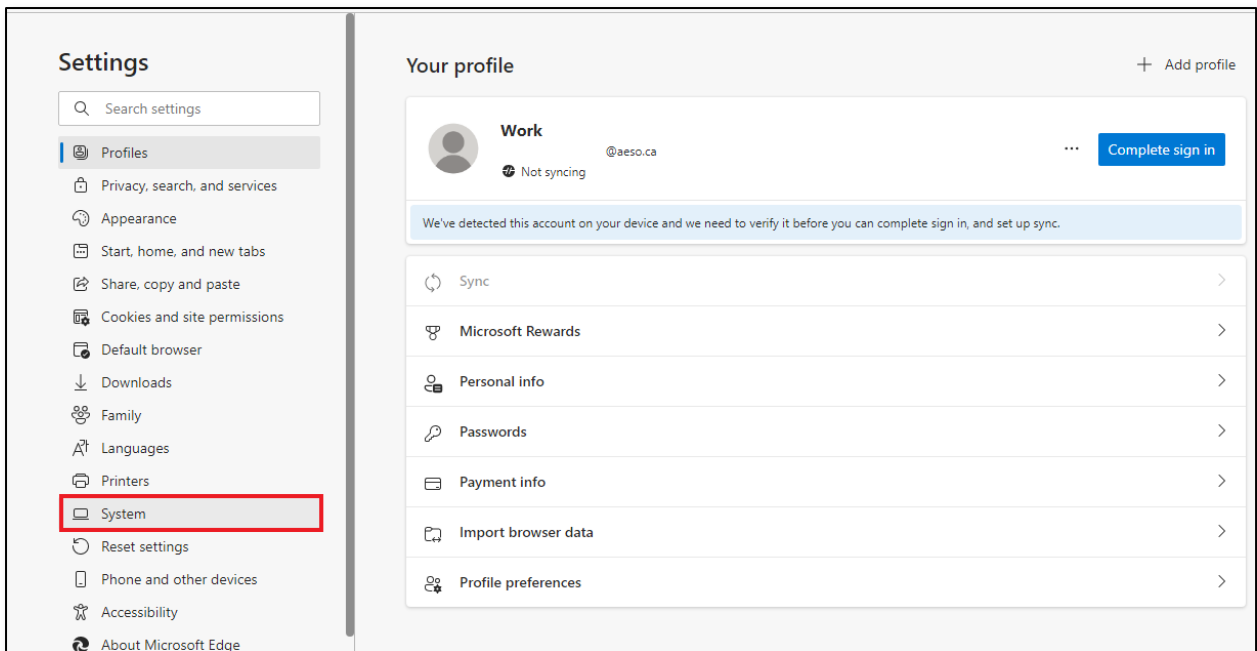 Settings
Search settings
Profiles
Privacy, search, and services
Appearance
Start, home, and new tabs
Share, copy and paste
Cookies and site permissions
Default browser
Downloads
Family
Languages
Printers
System
Reset settings
Phone and other devices
Accessibility
About Microsoft Edge
Your profile
Add profile
Work
@aeso.ca
Not syncing
Complete sign in
We've detected this account on your device and we need to verify it before you can complete sign in, and set up sync.
Sync
Microsoft Rewards
Personal info
Passwords
Payment info
Import browser data
Profile preferences